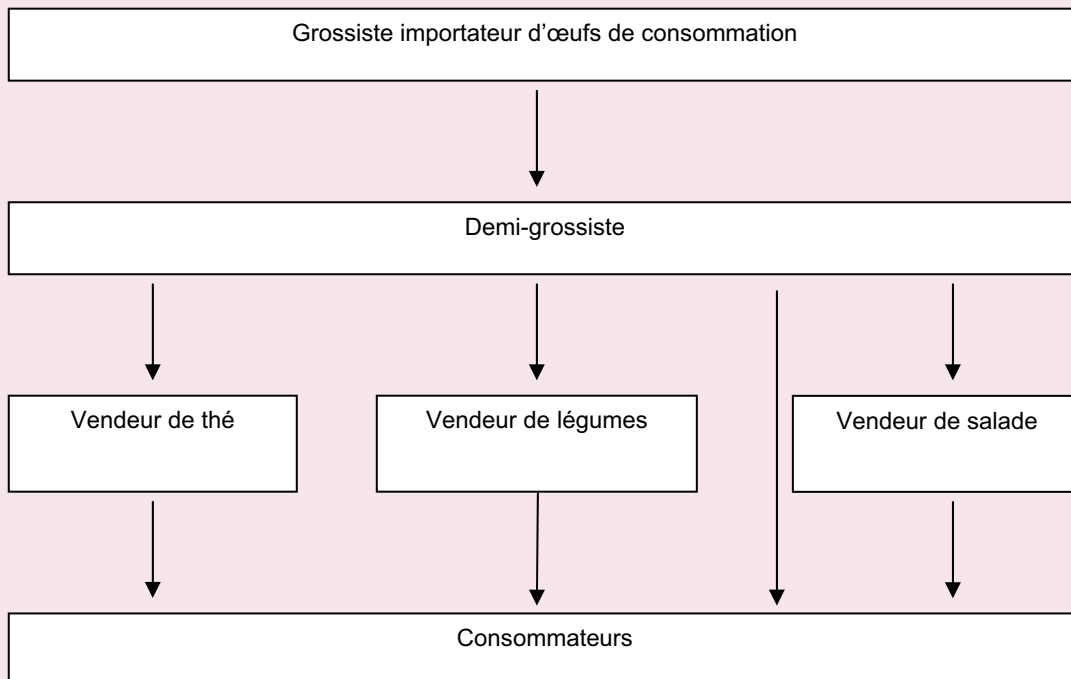 Grossiste importateur d’œufs de consommation
Demi-grossiste
Vendeur de thé
Vendeur de légumes
Vendeur de salade
Consommateurs